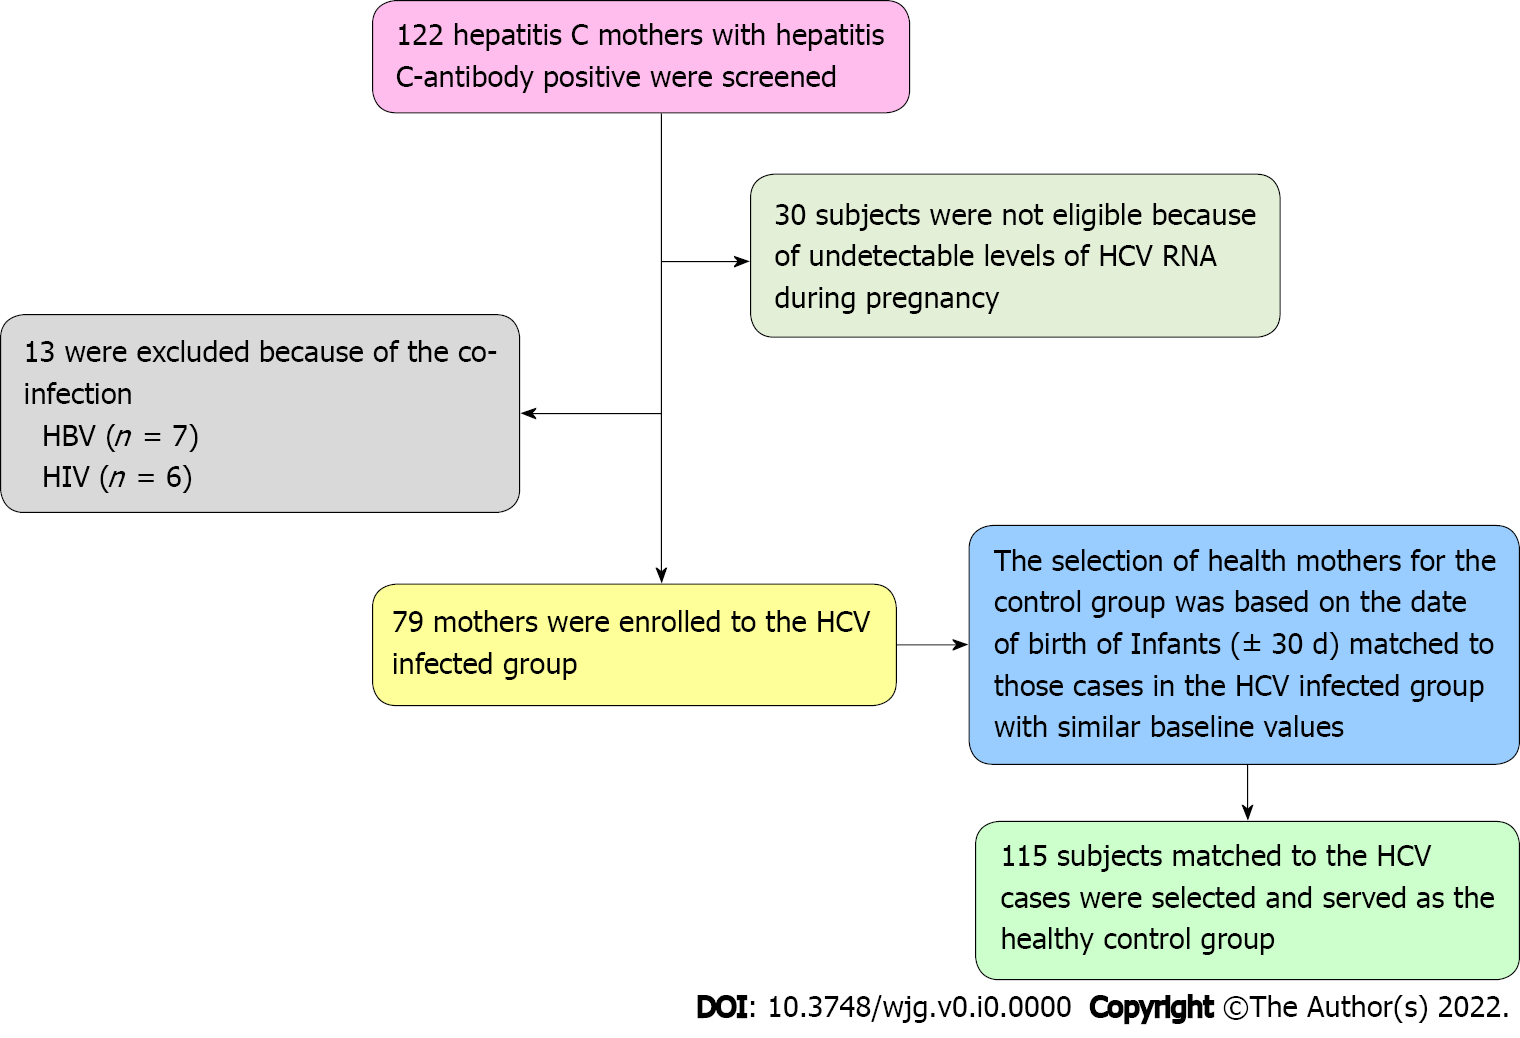 122 hepatitis C mothers with hepatitis
C-antibody positive were screened
30 subjects were not eligible because
of undetectable levels of HCV RNA
during pregnancy
13 were excluded because of the co-
infection
HBV (n = 7)
HIV (n = 6)
79 mothers were enrolled to the HCV
infected group
The selection of health mothers for the
control group was based on the date
of birth of Infants (± 30 d) matched to
those cases in the HCV infected group
with similar baseline values
115 subjects matched to the HCV
cases were selected and served as the
healthy control group
DOI: 10.3748/wjg.v0.i0.0000 Copyright ©The Author(s) 2022.